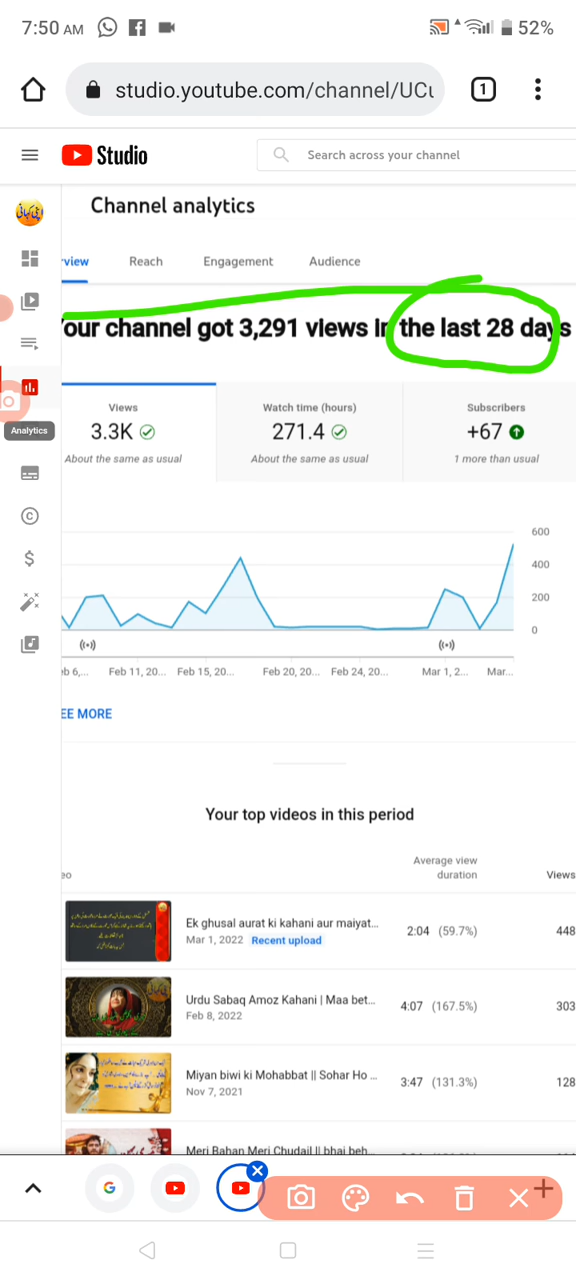 7:50 AM
52%
studio.youtube.com/channel/UCu
1
Studio
Search across your channel
Channel analytics
rview Reach Engagement Audience
our channel got 3,291 views in the last 28 days
Views
3.3K
About the same as usual
Watch time (hours)
271.4
About the same as usual
Subscribers
+67
1 more than usual
Analytics
600
400
200
0
eb 6,... Feb 11, 20... Feb 15, 20... Feb 20, 20... Feb 24, 20... Mar 1, 2... Mar...
EE MORE
Your top videos in this period
eo
Average view
duration
Views
Ek ghusal aurat ki kahani aur maiyat...
Mar 1, 2022 Recent upload
2:04 (59.7%)
448
Urdu Sabaq Amoz Kahani | Maa bet...
Feb 8, 2022
4:07 (167.5%)
303
Miyan biwi ki Mohabbat || Sohar Ho ...
Nov 7, 2021
3:47 (131.3%)
128
Meri Bahan Meri Chudail || bhai beh...